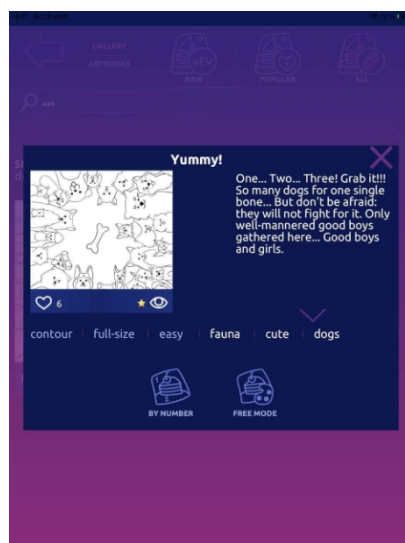 GALLERY
ARTBOOKS
NEW
NEW
POPULAR
ALL
eas
Yummy!
One... Two... Three! Grab it!!!
So many dogs for one single
bone... But don't be afraid:
they will not fight for it. Only
well-mannered good boys
gathered here... Good boys
and girls.
6
contour full-size easy fauna cute dogs
BY NUMBER FREE MODE